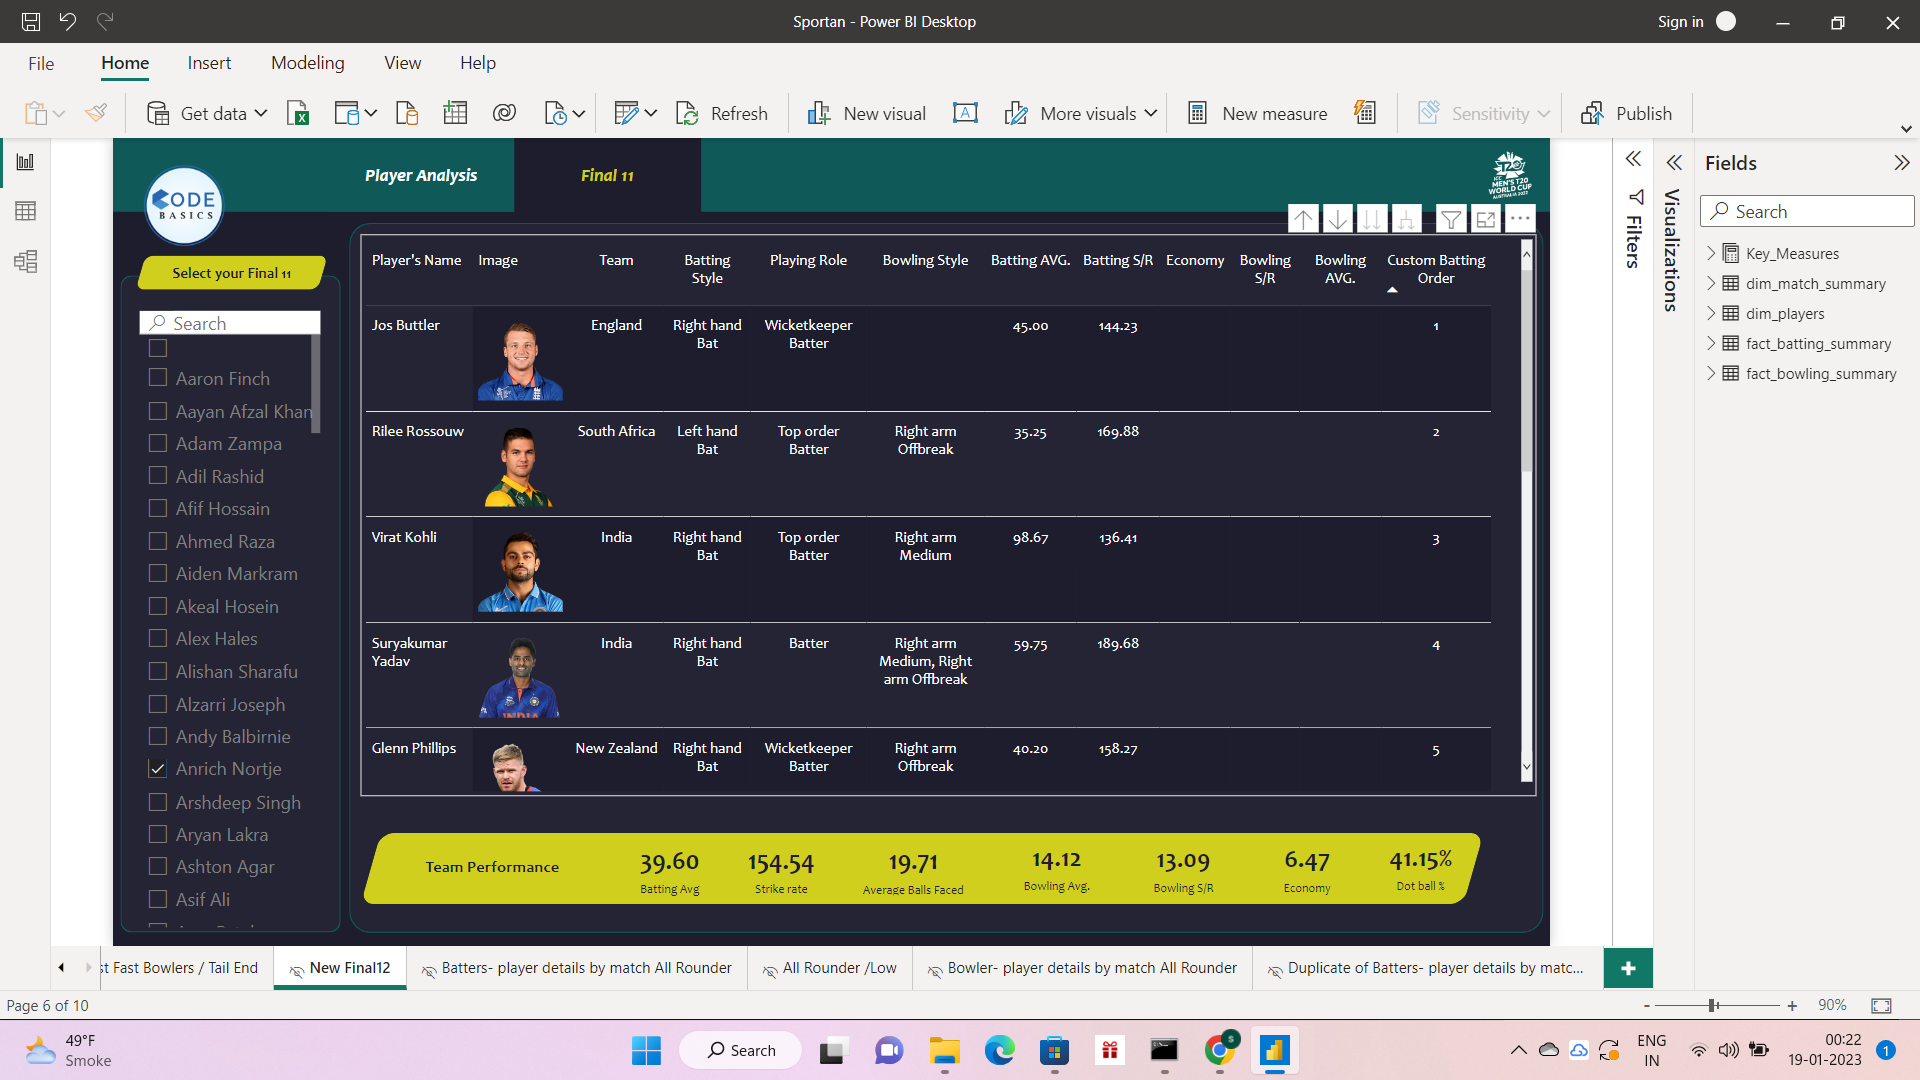 Sportan - Power BI Desktop
Sign in
File Home Insert Modeling View Help
Get data
Refresh
New visual
More visuals
New measure
Sensitivity
Publish
CODE
BASICS
Player Analysis
Final 11
ICC
MEN'S T20
WORLD CUP
AUSTRALIA 2022
Select your Final 11
Search
Aaron Finch
Aayan Afzal Khan
Adam Zampa
Adil Rashid
Afif Hossain
Ahmed Raza
Aiden Markram
Akeal Hosein
Alex Hales
Alishan Sharafu
Alzarri Joseph
Andy Balbirnie
Anrich Nortje
Arshdeep Singh
Aryan Lakra
Ashton Agar
Asif Ali
Player's Name Image Team Batting Style Playing Role Bowling Style Batting AVG. Batting S/R Economy Bowling S/R Bowling AVG. Custom Batting Order
Jos Buttler England Right hand Bat Wicketkeeper Batter 45.00 144.23 1
Rilee Rossouw South Africa Left hand Bat Top order Batter Right arm Offbreak 35.25 169.88 2
Virat Kohli India Right hand Bat Top order Batter Right arm Medium 98.67 136.41 3
Suryakumar Yadav India Right hand Bat Batter Right arm Medium, Right arm Offbreak 59.75 189.68 4
INDIA
Glenn Phillips New Zealand Right hand Bat Wicketkeeper Batter Right arm Offbreak 40.20 158.27 5
Team Performance
39.60 154.54 19.71 14.12 13.09 6.47 41.15%
Batting Avg Strike rate Average Balls Faced Bowling Avg. Bowling S/R Economy Dot ball %
Filters
Visualizations
Fields
Search
Key_Measures
dim_match_summary
dim_players
fact_batting_summary
fact_bowling_summary
st Fast Bowlers / Tail End
New Final12
Batters- player details by match All Rounder
All Rounder /Low
Bowler- player details by match All Rounder
Duplicate of Batters- player details by matc...
Page 6 of 10
- + 90%
49°F
Smoke
Search
ENG
IN
00:22
19-01-2023
1